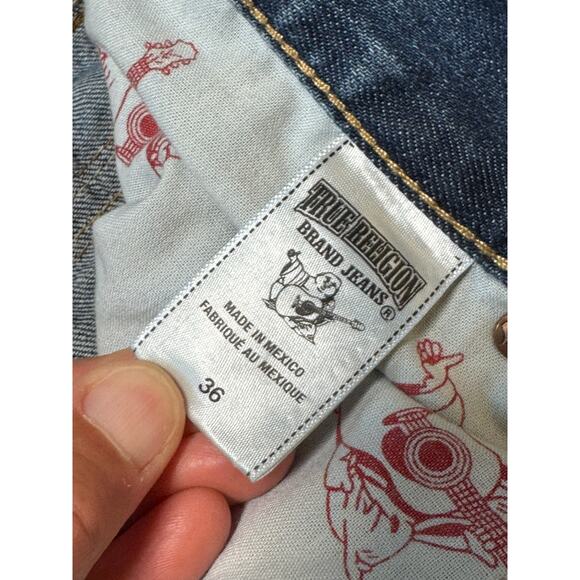 TRUE RELIGION
BRAND JEANS®
MADE IN MEXICO
FABRIQUÉ AU MEXIQUE
36